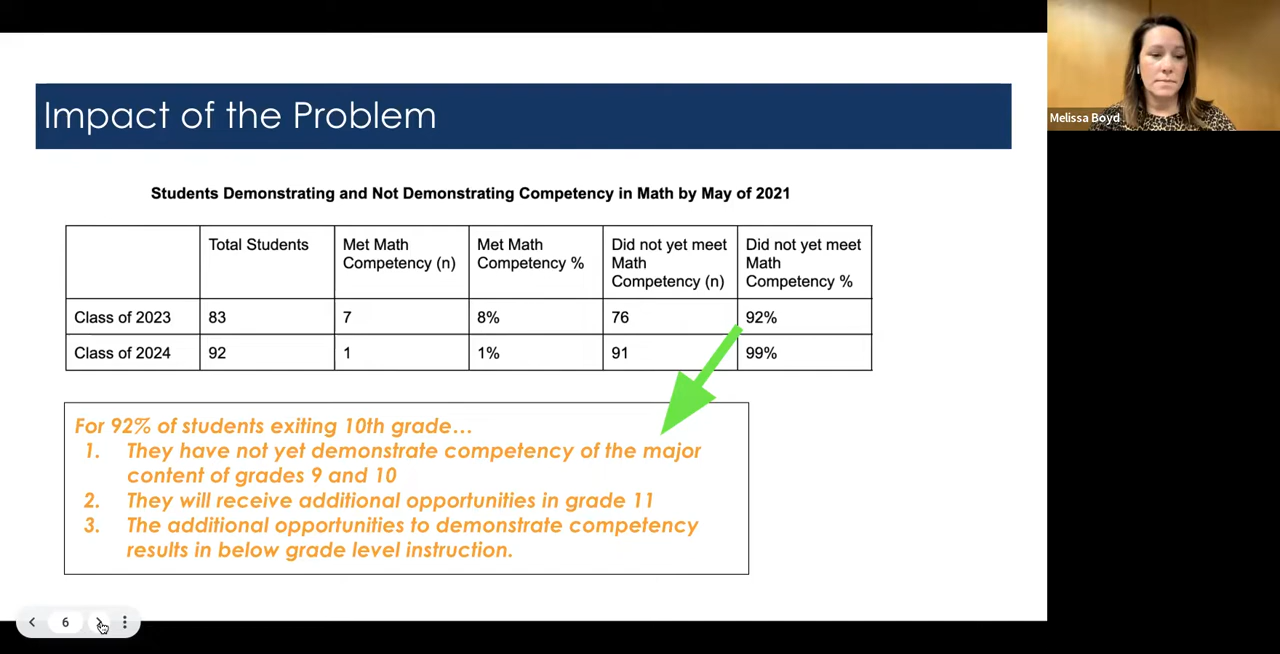 Impact of the Problem
Melissa Boyd
Students Demonstrating and Not Demonstrating Competency in Math by May of 2021
Total Students
Met Math
Competency (n)
Met Math
Competency %
Did not yet meet
Math
Competency (n)
Did not yet meet
Math
Competency %
Class of 2023 83 7 8% 76 92%
Class of 2024 92 1 1% 91 99%
For 92% of students exiting 10th grade…
1. They have not yet demonstrate competency of the major
content of grades 9 and 10
2. They will receive additional opportunities in grade 11
3. The additional opportunities to demonstrate competency
results in below grade level instruction.
6